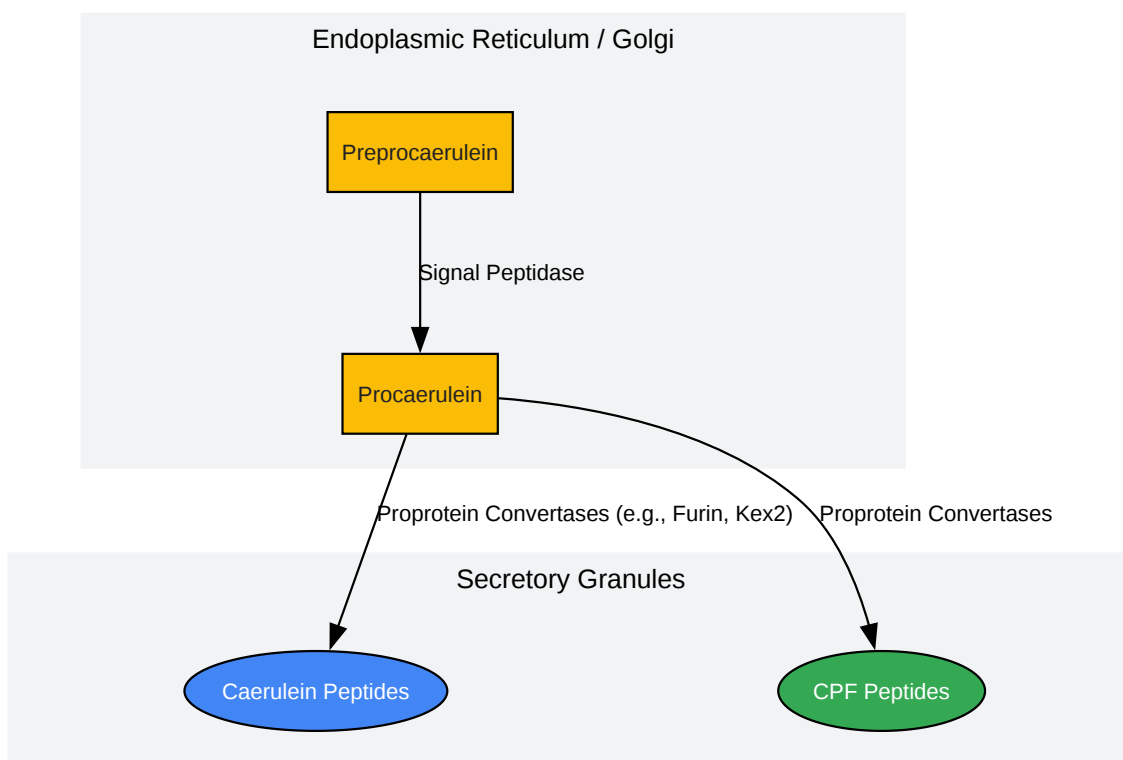 Endoplasmic Reticulum / Golgi
Preprocaerulein
Signal Peptidase
Procaerulein
Proprotein Convertases (e.g., Furin, Kex2)
Proprotein Convertases
Secretory Granules
Caerulein Peptides
CPF Peptides